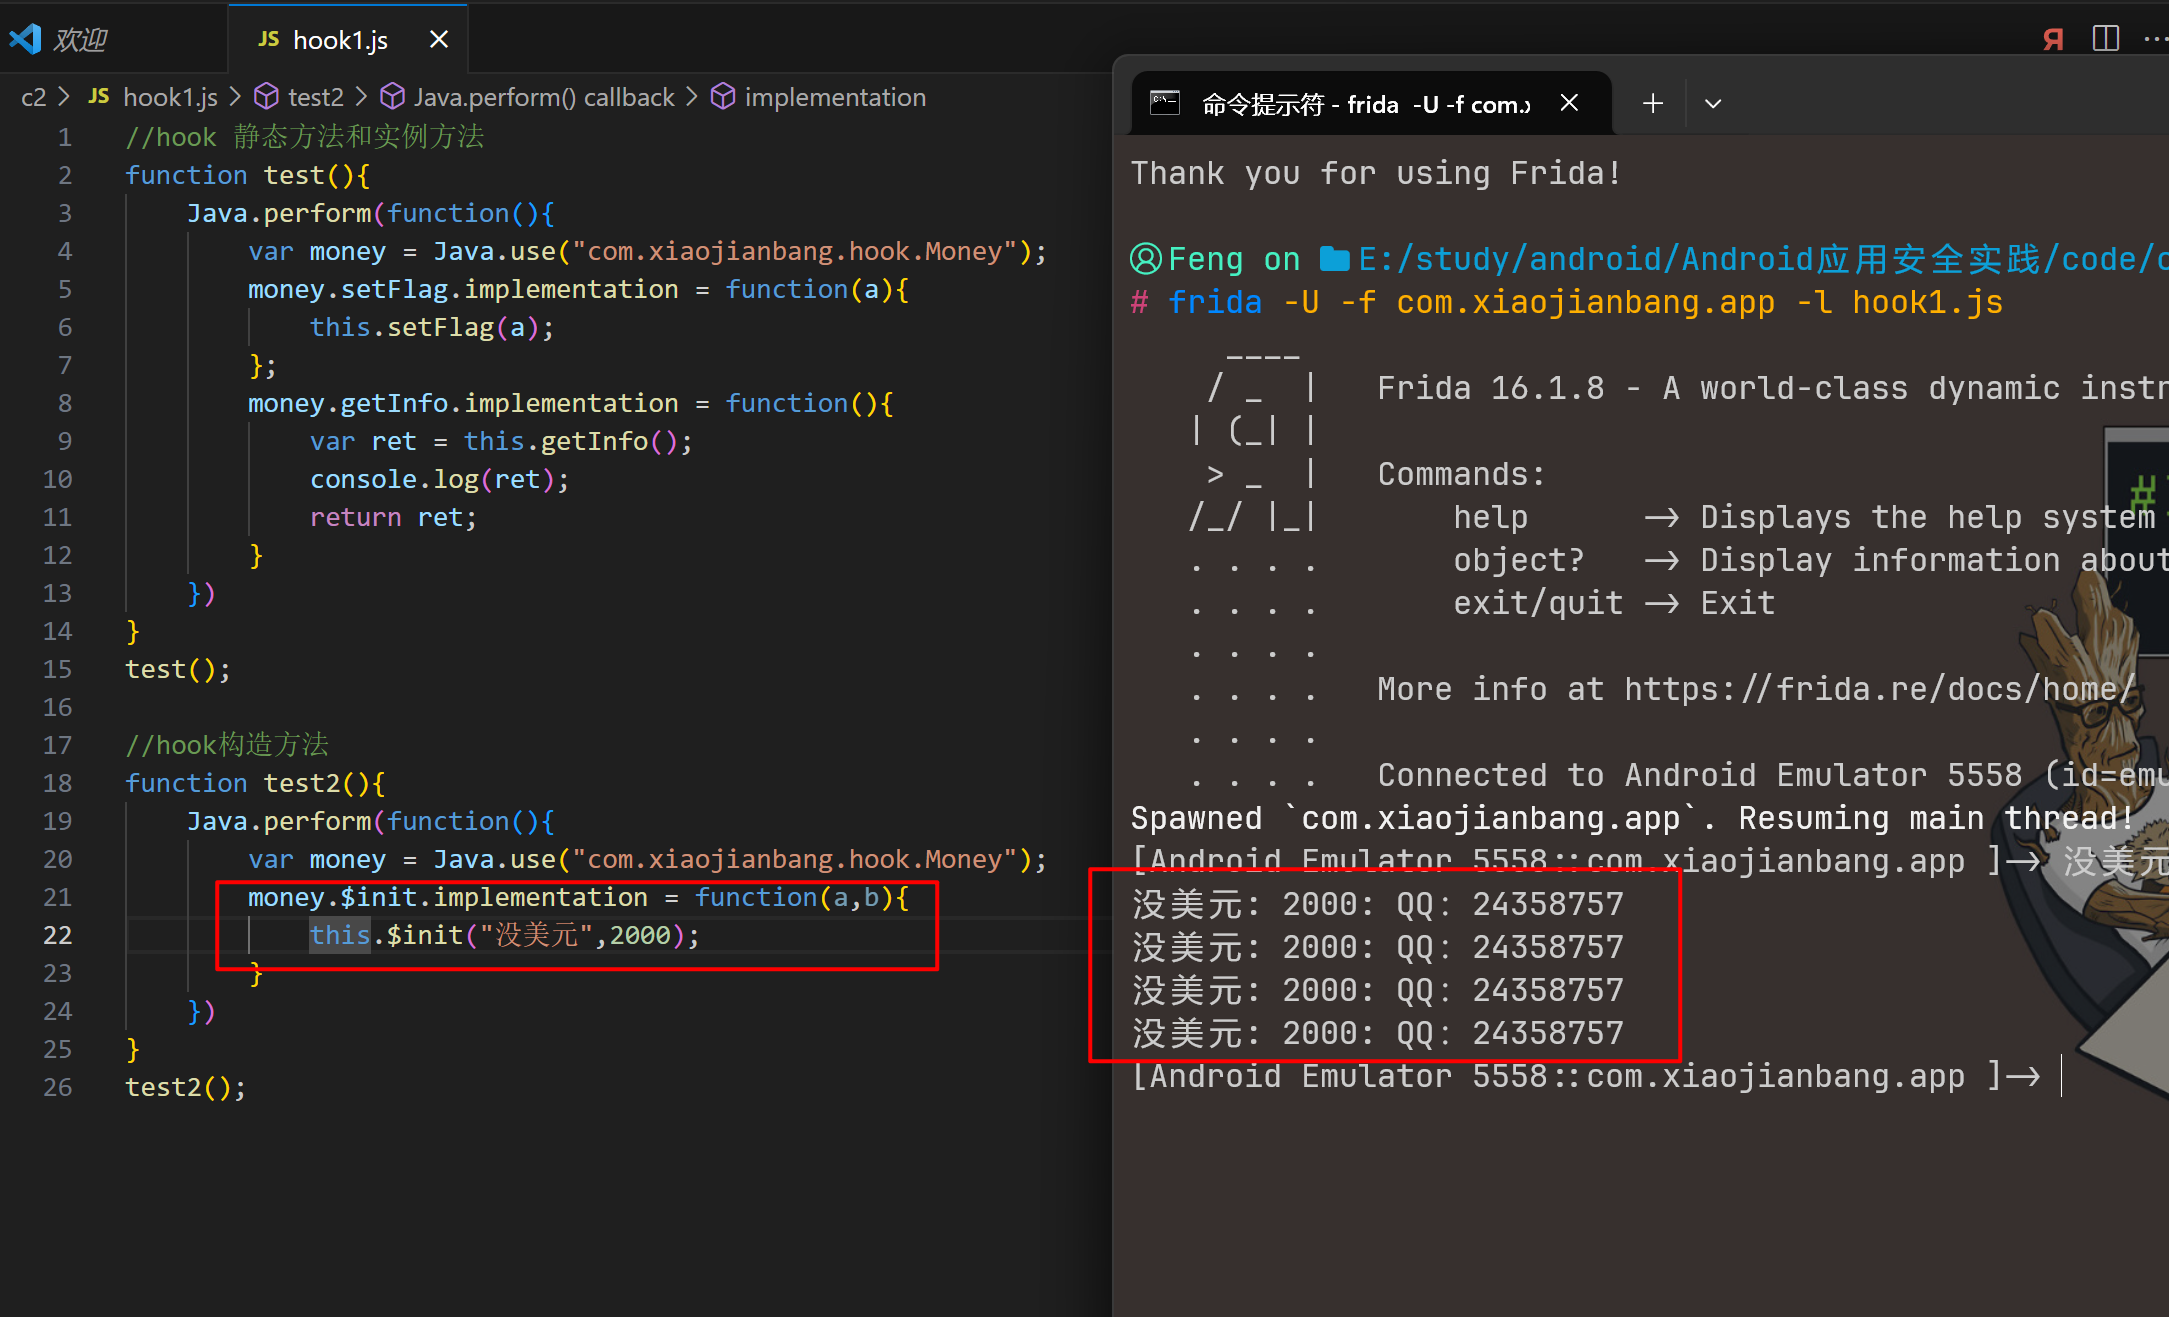 欢迎
JS hook1.js
c2 > JS hook1.js > test2 > Java.perform() callback > implementation
1 //hook 静态方法和实例方法
2 function test(){
3 Java.perform(function(){
4 var money = Java.use("com.xiaojianbang.hook.Money");
5 money.setFlag.implementation = function(a){
6 this.setFlag(a);
7 };
8 money.getInfo.implementation = function(){
9 var ret = this.getInfo();
10 console.log(ret);
11 return ret;
12 }
13 })
14 }
15 test();
16
17 //hook构造方法
18 function test2(){
19 Java.perform(function(){
20 var money = Java.use("com.xiaojianbang.hook.Money");
21 money.$init.implementation = function(a,b){
22 this.$init("没美元",2000);
23 }
24 })
25 }
26 test2();
命令提示符 - frida -U -f com.x
Thank you for using Frida!
Feng on E:/study/android/Android应用安全实践/code/c
# frida -U -f com.xiaojianbang.app -l hook1.js
____
/ _  |   Frida 16.1.8 - A world-class dynamic instr
| (_| |
> _  |   Commands:
/_/ |_|       help      -> Displays the help system
. . . .       object?   -> Display information about
. . . .       exit/quit -> Exit
. . . .
. . . .   More info at https://frida.re/docs/home/
. . . .
. . . .   Connected to Android Emulator 5558 (id=emu
Spawned `com.xiaojianbang.app`. Resuming main thread!
[Android Emulator 5558::com.xiaojianbang.app ]-> 没美元
没美元: 2000: QQ: 24358757
没美元: 2000: QQ: 24358757
没美元: 2000: QQ: 24358757
没美元: 2000: QQ: 24358757
[Android Emulator 5558::com.xiaojianbang.app ]->